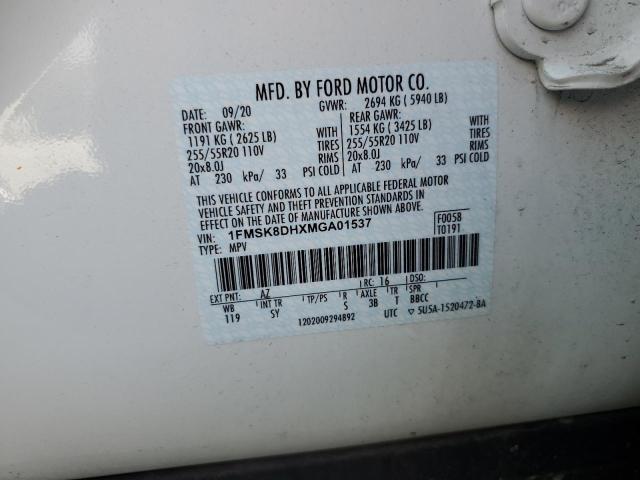 MFD. BY FORD MOTOR CO.
DATE: 09/20 GVWR: 2694 KG ( 5940 LB)
FRONT GAWR: REAR GAWR:
1191 KG ( 2625 LB) WITH 1554 KG ( 3425 LB) WITH
255/55R20 110V TIRES 255/55R20 110V TIRES
20x8.0J RIMS 20x8.0J RIMS
AT 230 kPa/ 33 PSI COLD AT 230 kPa/ 33 PSI COLD
THIS VEHICLE CONFORMS TO ALL APPLICABLE FEDERAL MOTOR
VEHICLE SAFETY AND THEFT PREVENTION STANDARDS IN EFFECT
ON THE DATE OF MANUFACTURE SHOWN ABOVE.
VIN: 1FMSK8DHXMGA01537 F0058
TYPE: MPV T0191
EXT PNT: AZ RC: 16 DSO:
WB INT TR TP/PS R AXLE TR SPR
119 SY S 3B T BBCC
1202009294892 UTC ▽ 5U5A-1520472-BA